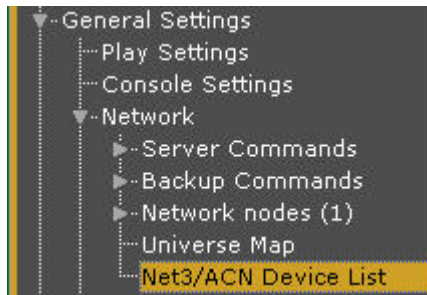 General Settings
Play Settings
Console Settings
Network
Server Commands
Backup Commands
Network nodes (1)
Universe Map
Net3/ACN Device List